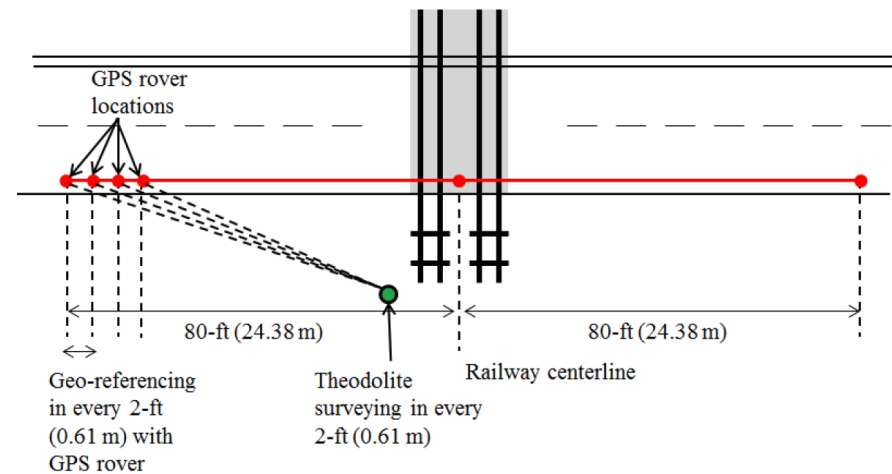 GPS rover
locations
80-ft (24.38 m)
80-ft (24.38 m)
Railway centerline
Geo-referencing
in every 2-ft
(0.61 m) with
GPS rover
Theodolite
surveying in every
2-ft (0.61 m)